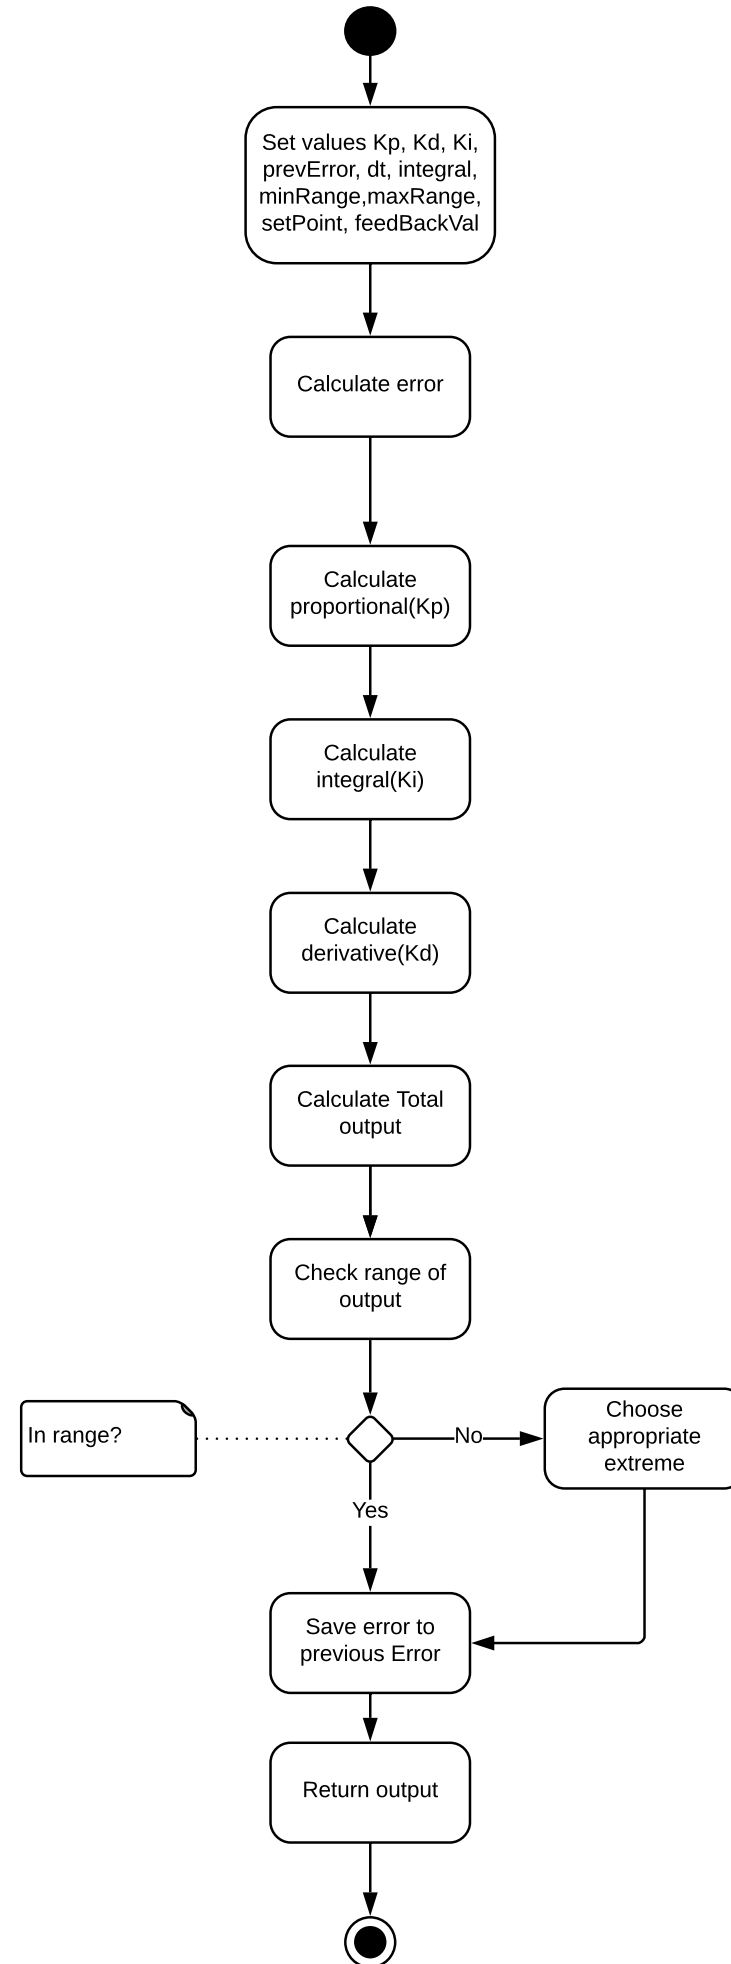 Set values Kp, Kd, Ki,
prevError, dt, integral,
minRange,maxRange,
setPoint, feedBackVal
Calculate error
Calculate
proportional(Kp)
Calculate
integral(Ki)
Calculate
derivative(Kd)
Calculate Total
output
Check range of
output
In range?
No
Choose
appropriate
extreme
Yes
Save error to
previous Error
Return output